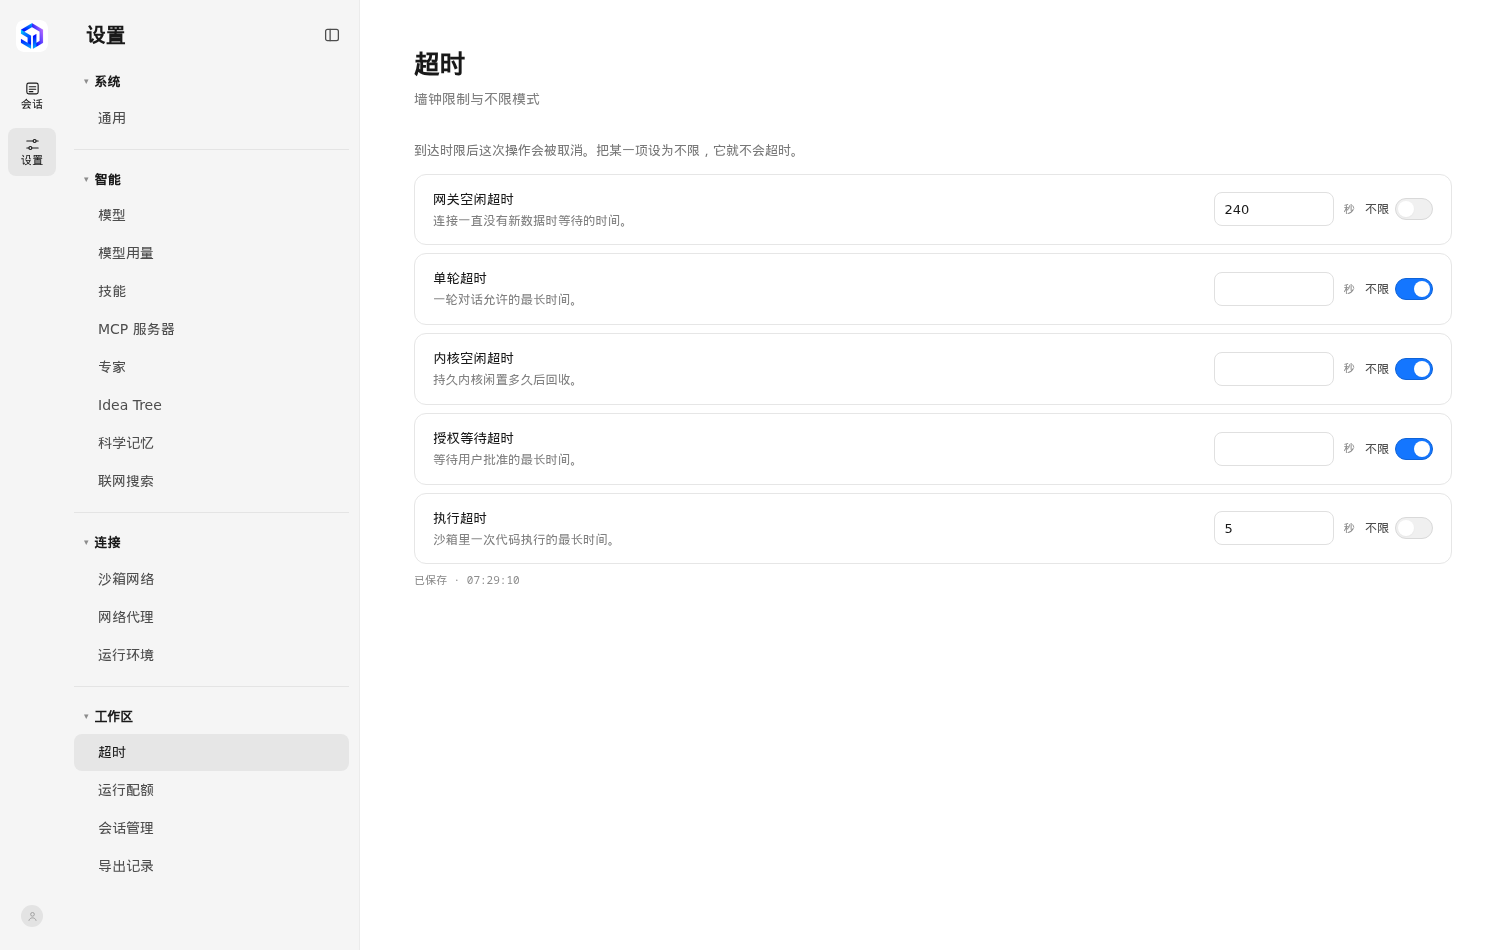 会话
设置
设置
系统
通用
智能
模型
模型用量
技能
MCP 服务器
专家
Idea Tree
科学记忆
联网搜索
连接
沙箱网络
网络代理
运行环境
工作区
超时
运行配额
会话管理
导出记录
超时
墙钟限制与不限模式
到达时限后这次操作会被取消。把某一项设为不限，它就不会超时。
网关空闲超时
连接一直没有新数据时等待的时间。
240 秒 不限
单轮超时
一轮对话允许的最长时间。
秒 不限
内核空闲超时
持久内核闲置多久后回收。
秒 不限
授权等待超时
等待用户批准的最长时间。
秒 不限
执行超时
沙箱里一次代码执行的最长时间。
5 秒 不限
已保存 · 07:29:10